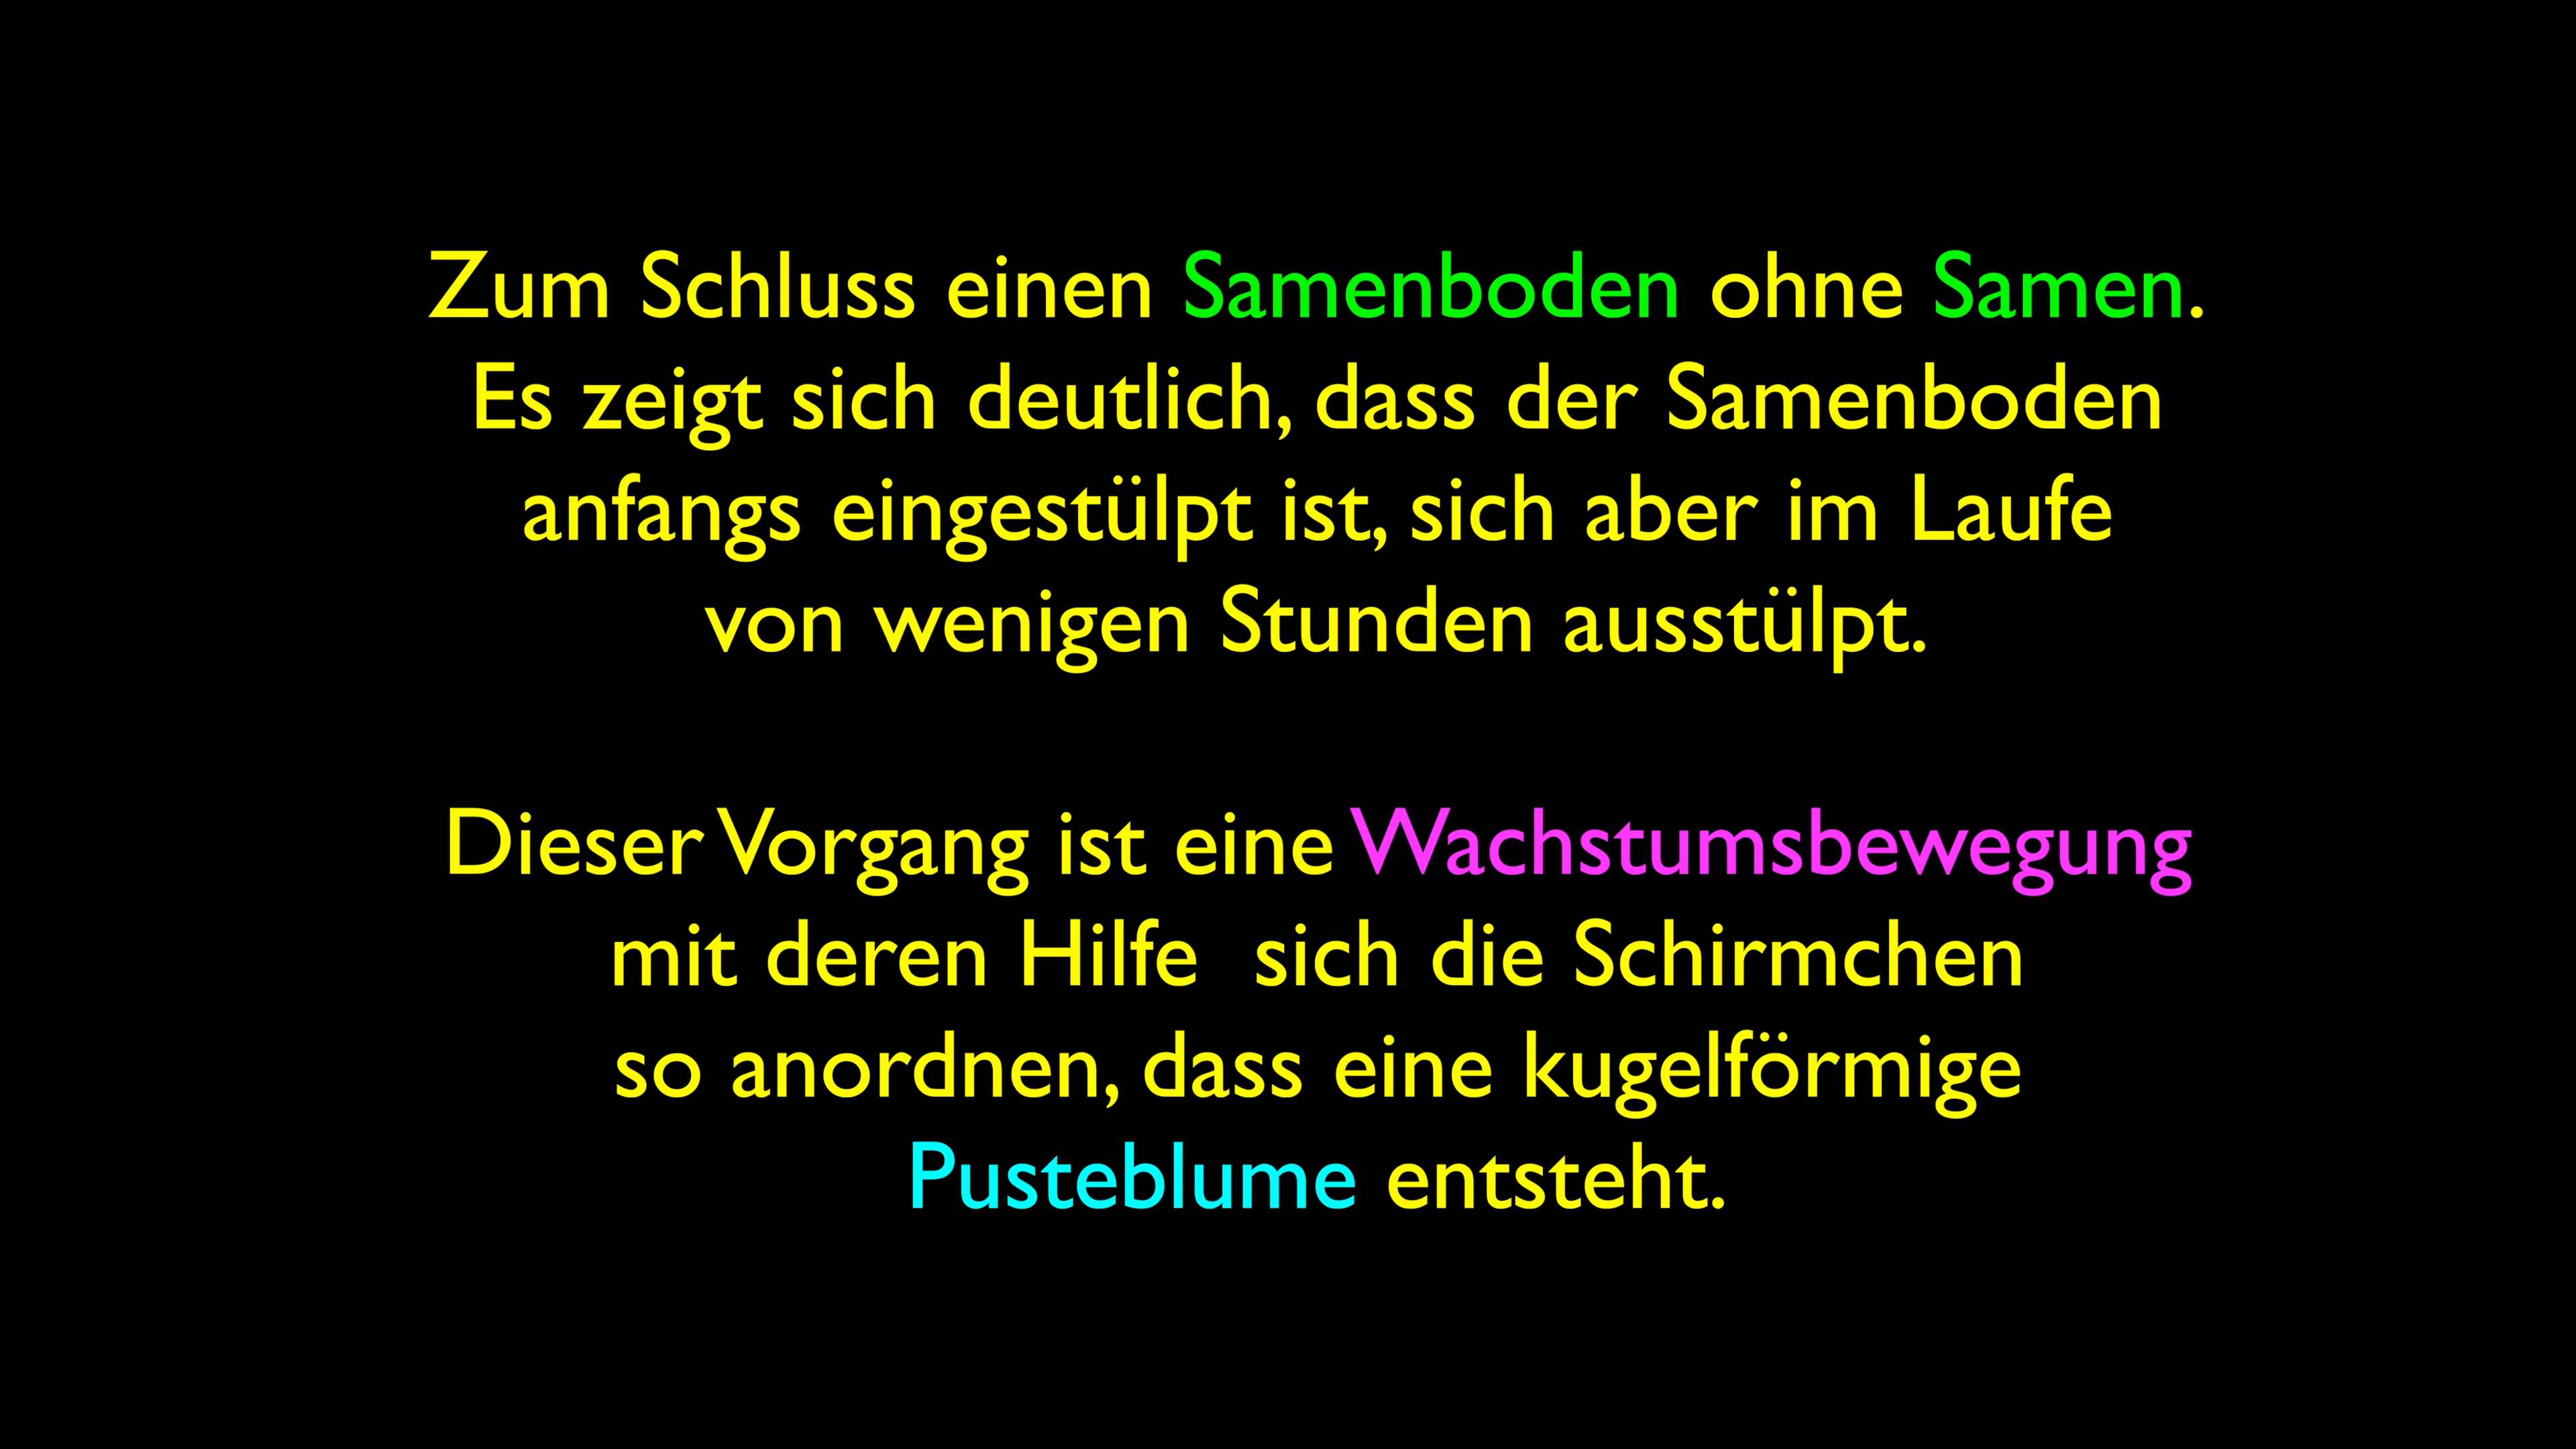 Zum Schluss einen Samenboden ohne Samen.
Es zeigt sich deutlich, dass der Samenboden
anfangs eingestülpt ist, sich aber im Laufe
von wenigen Stunden ausstülpt.
Dieser Vorgang ist eine Wachstumsbewegung
mit deren Hilfe  sich die Schirmchen
so anordnen, dass eine kugelförmige
Pusteblume entsteht.